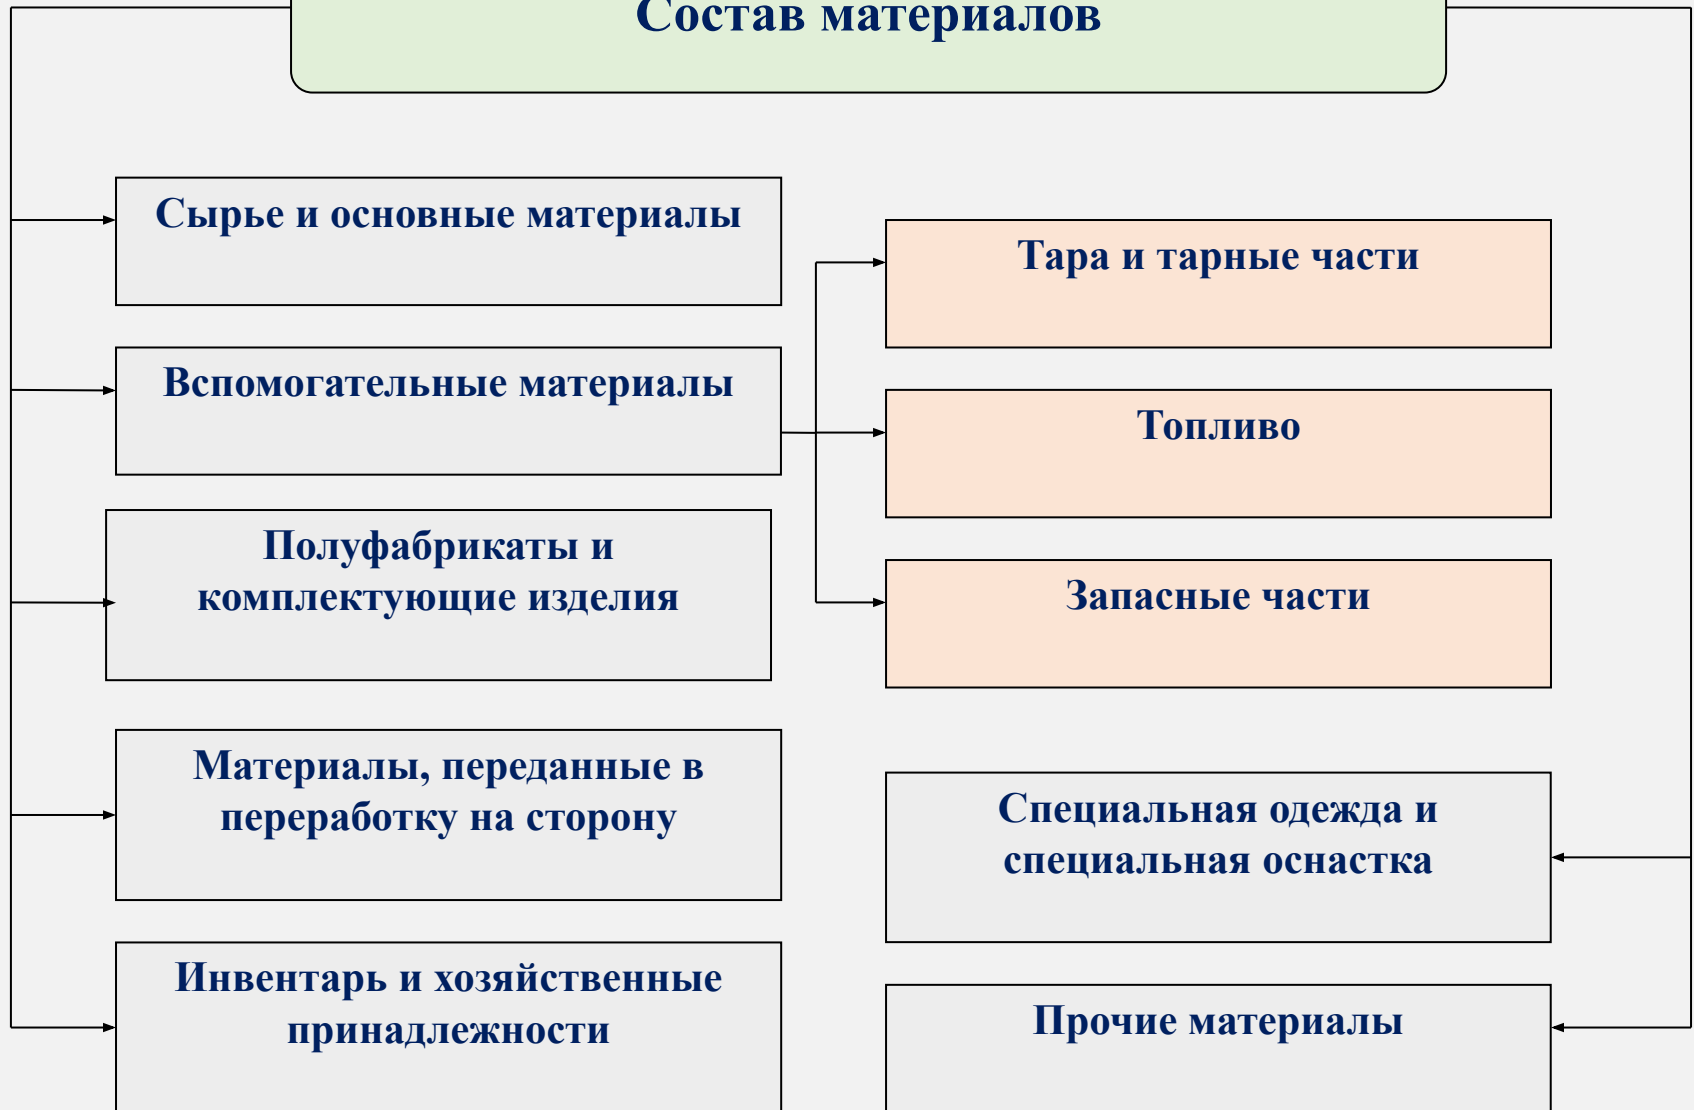 Состав материалов
Сырье и основные материалы
Вспомогательные материалы
Полуфабрикаты и
комплектующие изделия
Материалы, переданные в
переработку на сторону
Инвентарь и хозяйственные
принадлежности
Тара и тарные части
Топливо
Запасные части
Специальная одежда и
специальная оснастка
Прочие материалы